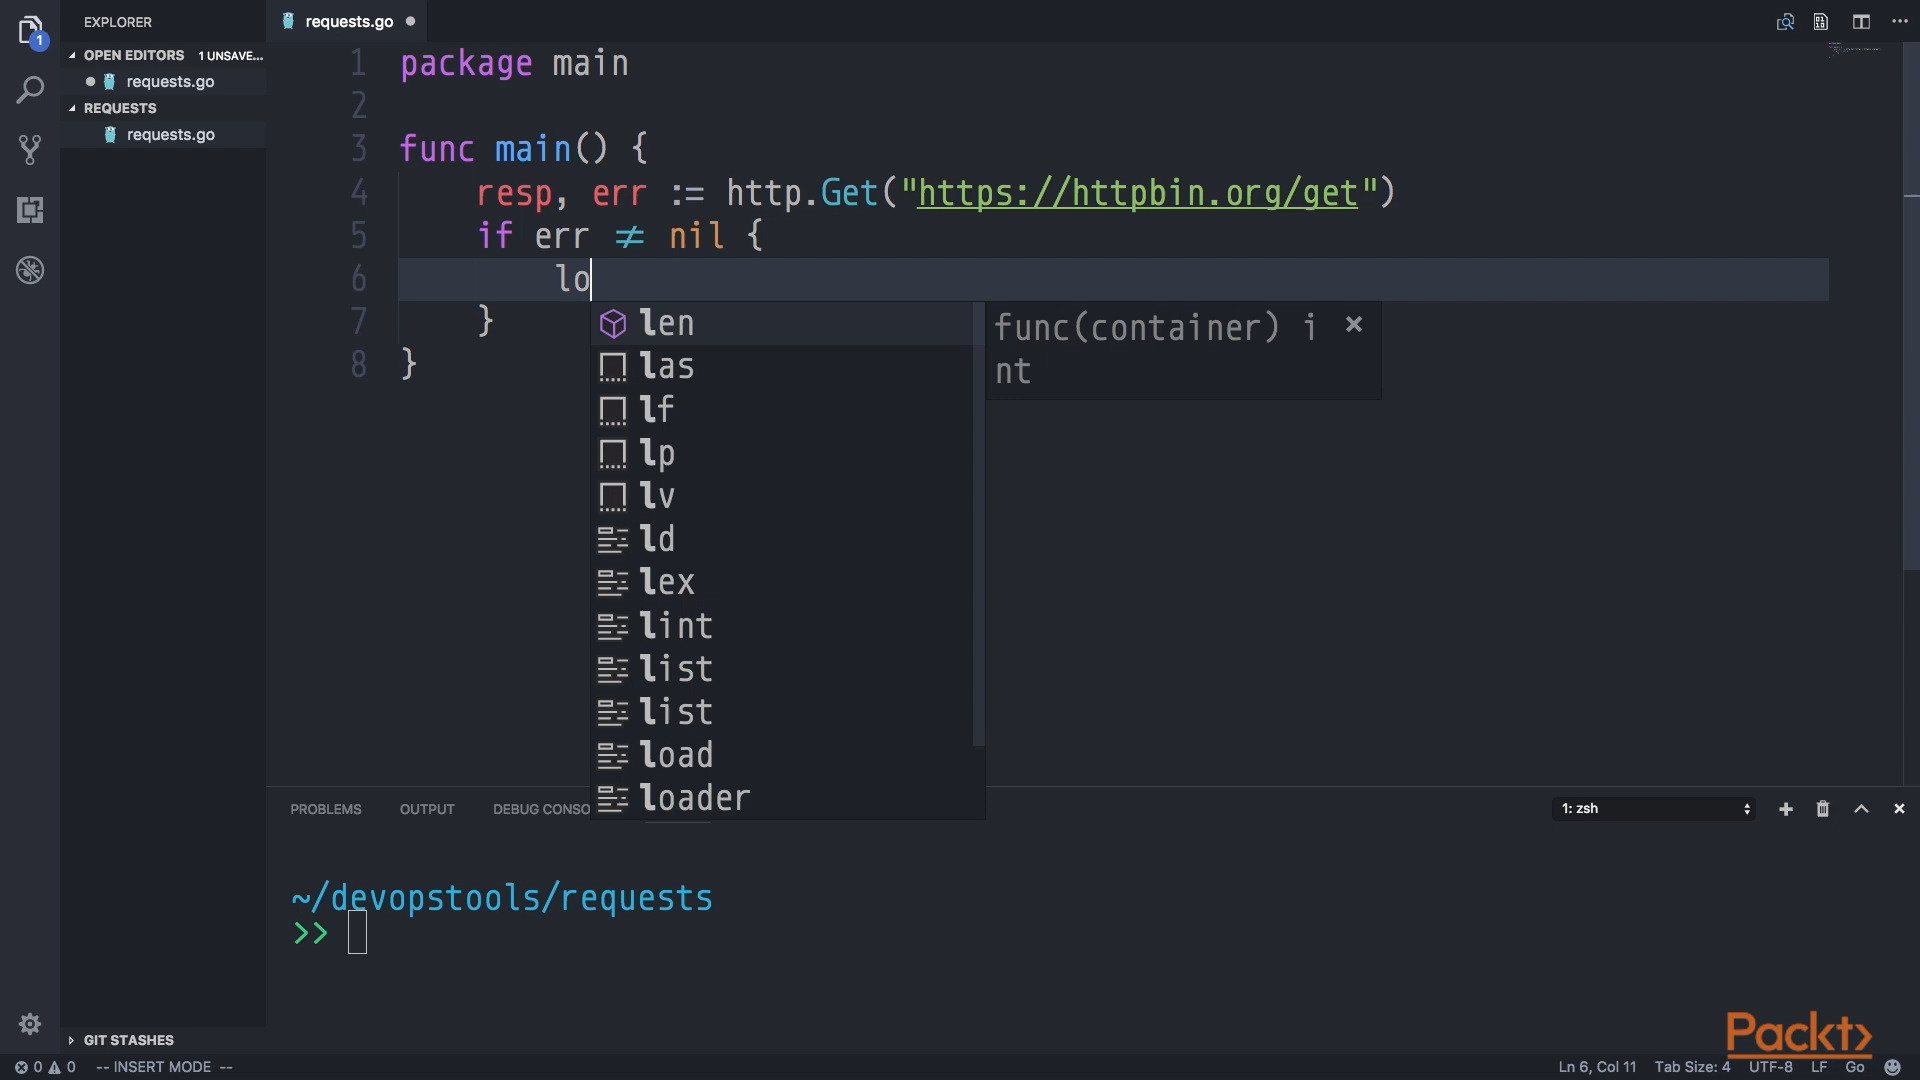 EXPLORER
OPEN EDITORS 1 UNSAVE...
requests.go
REQUESTS
requests.go
GIT STASHES
1
requests.go
1 package main
2
3 func main() {
4 resp, err := http.Get("https://httpbin.org/get")
5 if err ≠ nil {
6 lo
7 }
8 }
len
las
lf
lp
lv
ld
lex
lint
list
list
load
loader
func(container) i
nt
PROBLEMS OUTPUT DEBUG CONSO
1: zsh
~/devopstools/requests
>>
Packt>
0 0 -- INSERT MODE --
Ln 6, Col 11 Tab Size: 4 UTF-8 LF Go